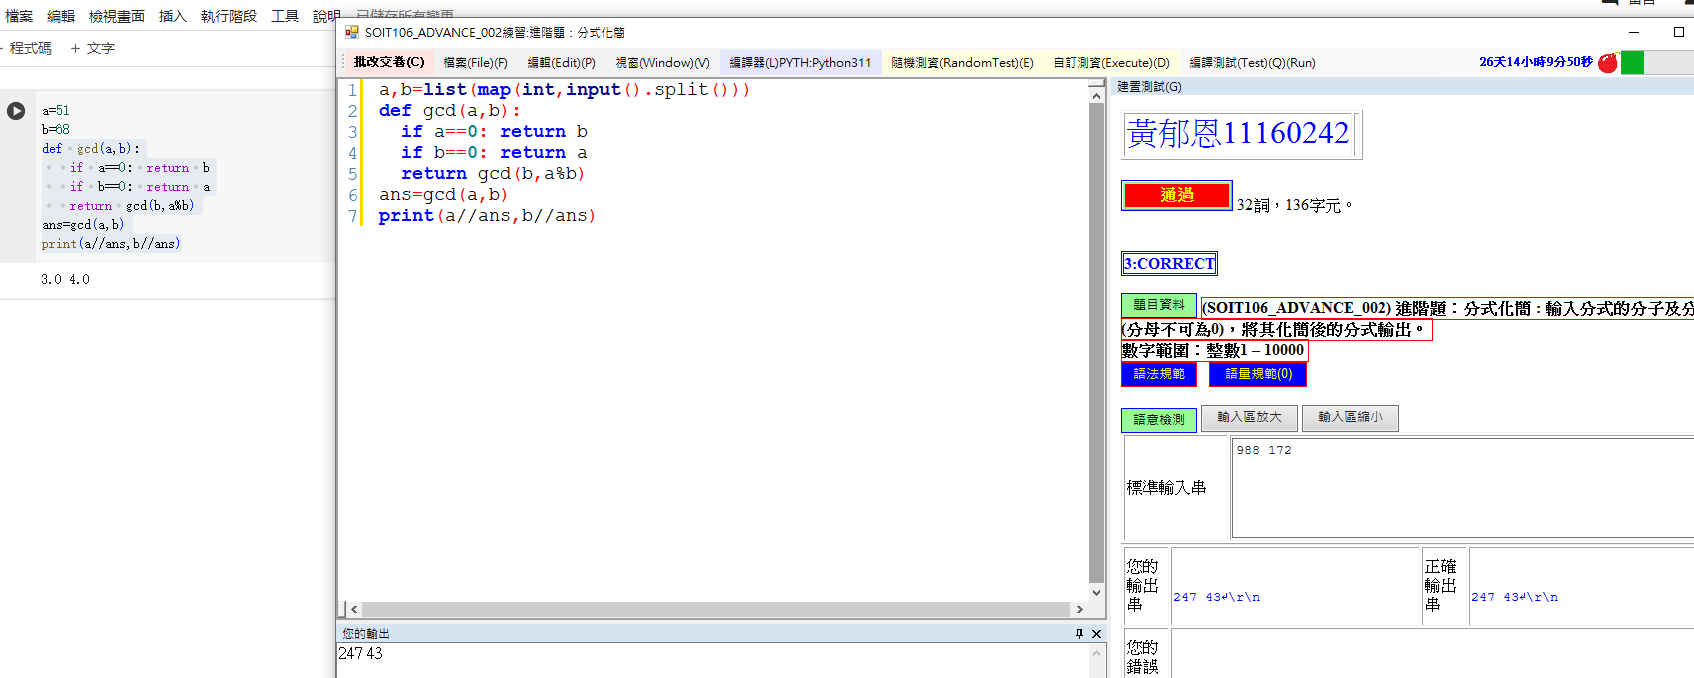 檔案 編輯 檢視畫面 插入 執行階段 工具 說明 已儲存所有變更
程式碼 + 文字
a=51
b=68
def gcd(a,b):
if a==0: return b
if b==0: return a
return gcd(b,a%b)
ans=gcd(a,b)
print(a//ans,b//ans)
3.0 4.0
SOIT106_ADVANCE_002練習:進階題：分式化簡
批改交卷(C) 檔案(File)(F) 編輯(Edit)(P) 視窗(Window)(V) 編譯器(L)PYTH:Python311 隨機測資(RandomTest)(E) 自訂測資(Execute)(D) 編譯測試(Test)(Q)(Run) 26天14小時9分50秒
1 a,b=list(map(int,input().split()))
2 def gcd(a,b):
3 if a==0: return b
4 if b==0: return a
5 return gcd(b,a%b)
6 ans=gcd(a,b)
7 print(a//ans,b//ans)
您的輸出
247 43
建置測試(G)
黃郁恩11160242
通過 32詞，136字元。
3:CORRECT
題目資料 (SOIT106_ADVANCE_002) 進階題：分式化簡 : 輸入分式的分子及分
(分母不可為0)，將其化簡後的分式輸出。
數字範圍：整數1 – 10000
語法規範 語量規範(0)
語意檢測 輸入區放大 輸入區縮小
標準輸入串 988 172
您的輸出串 247 43↵\r\n 正確輸出串 247 43↵\r\n
您的錯誤